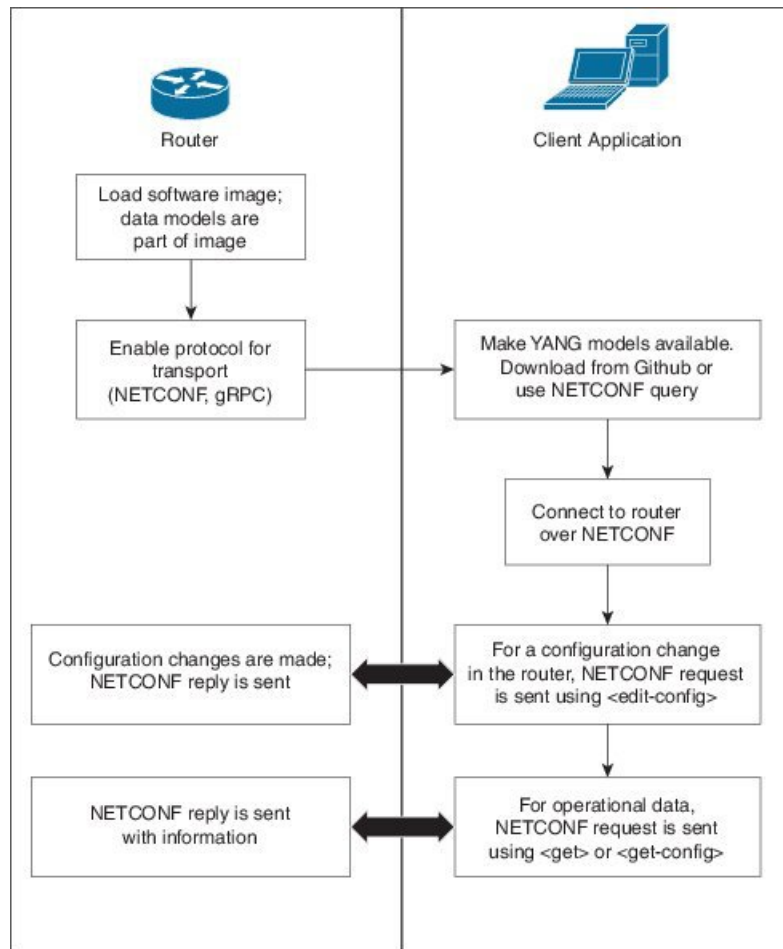 Router
Client Application
Load software image;
data models are
part of image
Enable protocol for
transport
(NETCONF, gRPC)
Make YANG models available.
Download from Github or
use NETCONF query
Connect to router
over NETCONF
Configuration changes are made;
NETCONF reply is sent
For a configuration change
in the router, NETCONF request
is sent using <edit-config>
NETCONF reply is sent
with information
For operational data,
NETCONF request is sent
using <get> or <get-config>